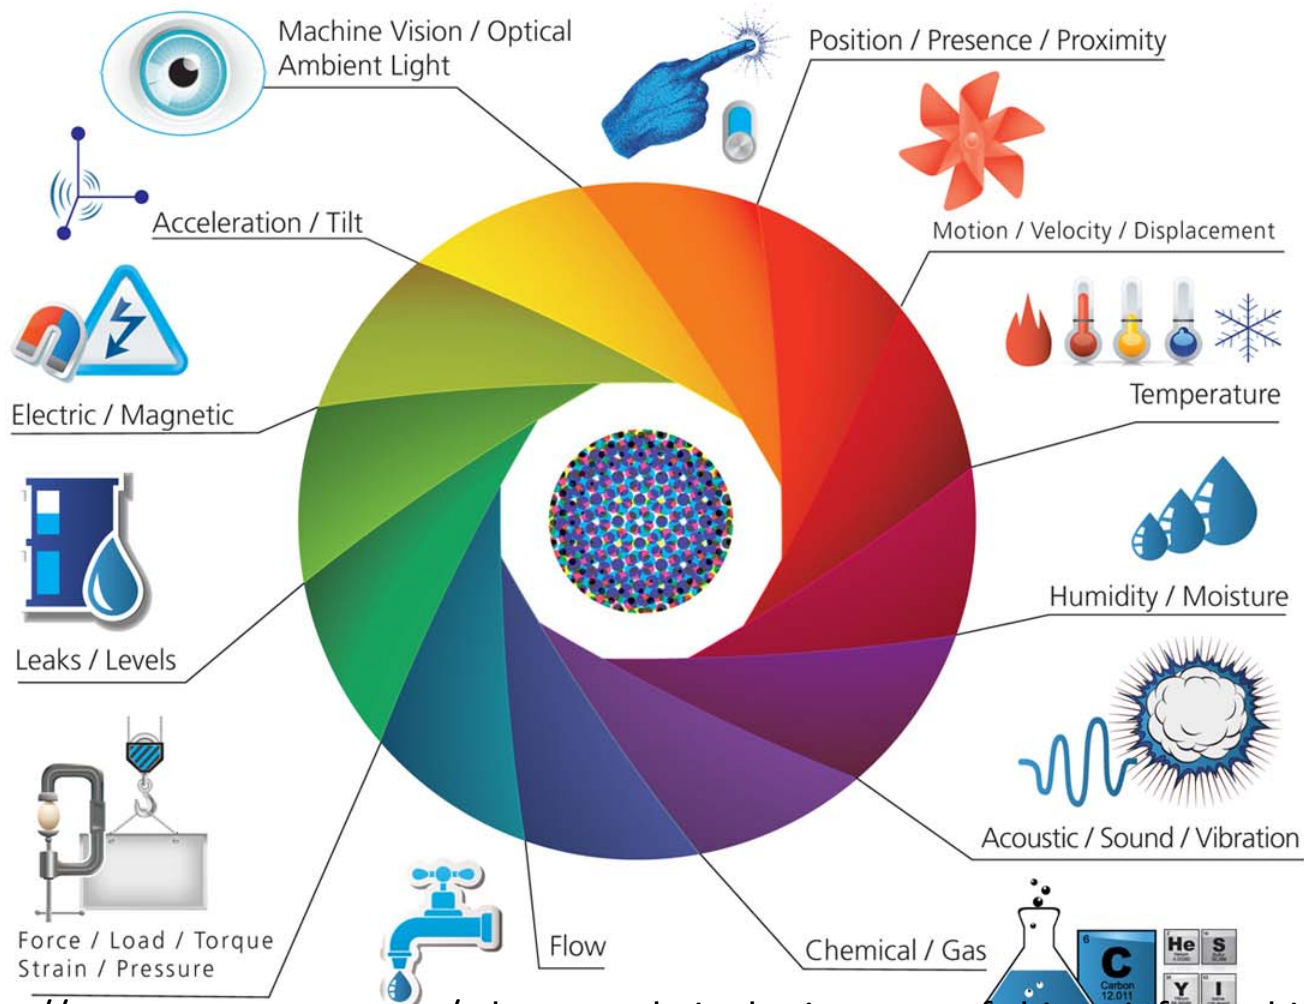 Machine Vision / Optical
Ambient Light
Position / Presence / Proximity
Acceleration / Tilt
Motion / Velocity / Displacement
Electric / Magnetic
Temperature
Leaks / Levels
Humidity / Moisture
Force / Load / Torque
Strain / Pressure
Acoustic / Sound / Vibration
Flow
Chemical / Gas
6
C
Carbon
12.011
He
S
Y
I